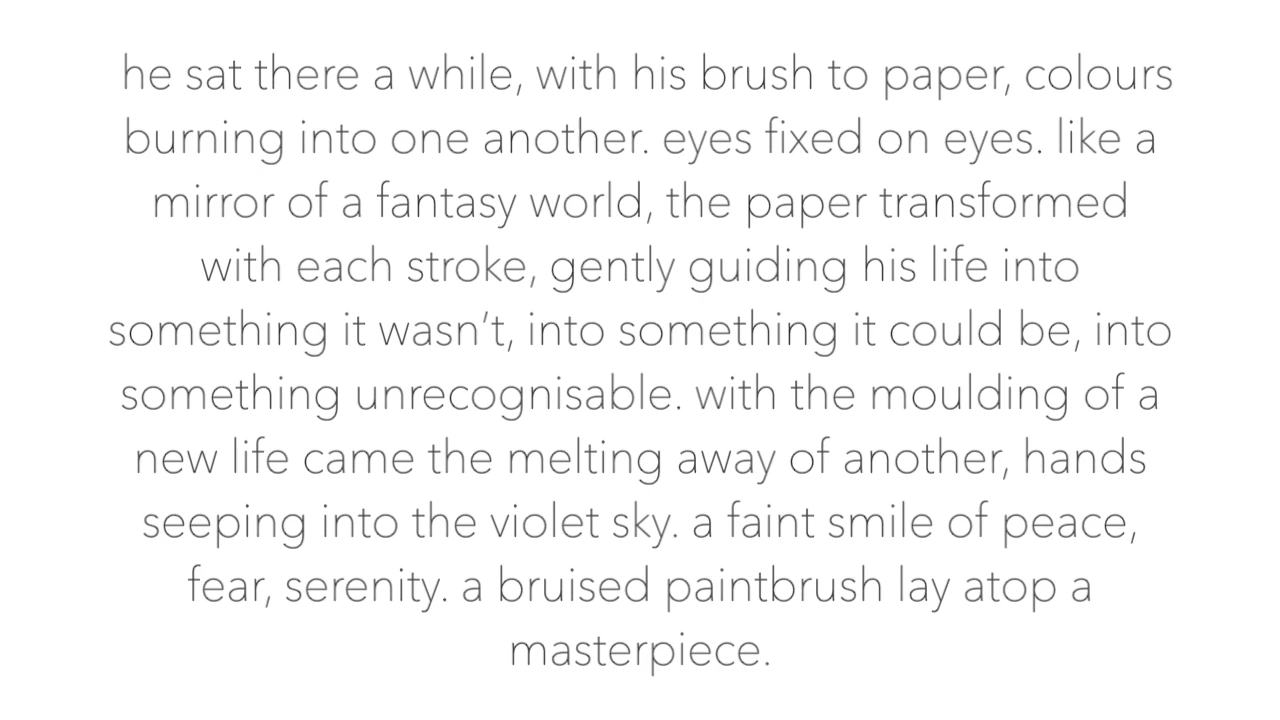 he sat there a while, with his brush to paper, colours
burning into one another. eyes fixed on eyes. like a
mirror of a fantasy world, the paper transformed
with each stroke, gently guiding his life into
something it wasn’t, into something it could be, into
something unrecognisable. with the moulding of a
new life came the melting away of another, hands
seeping into the violet sky. a faint smile of peace,
fear, serenity. a bruised paintbrush lay atop a
masterpiece.